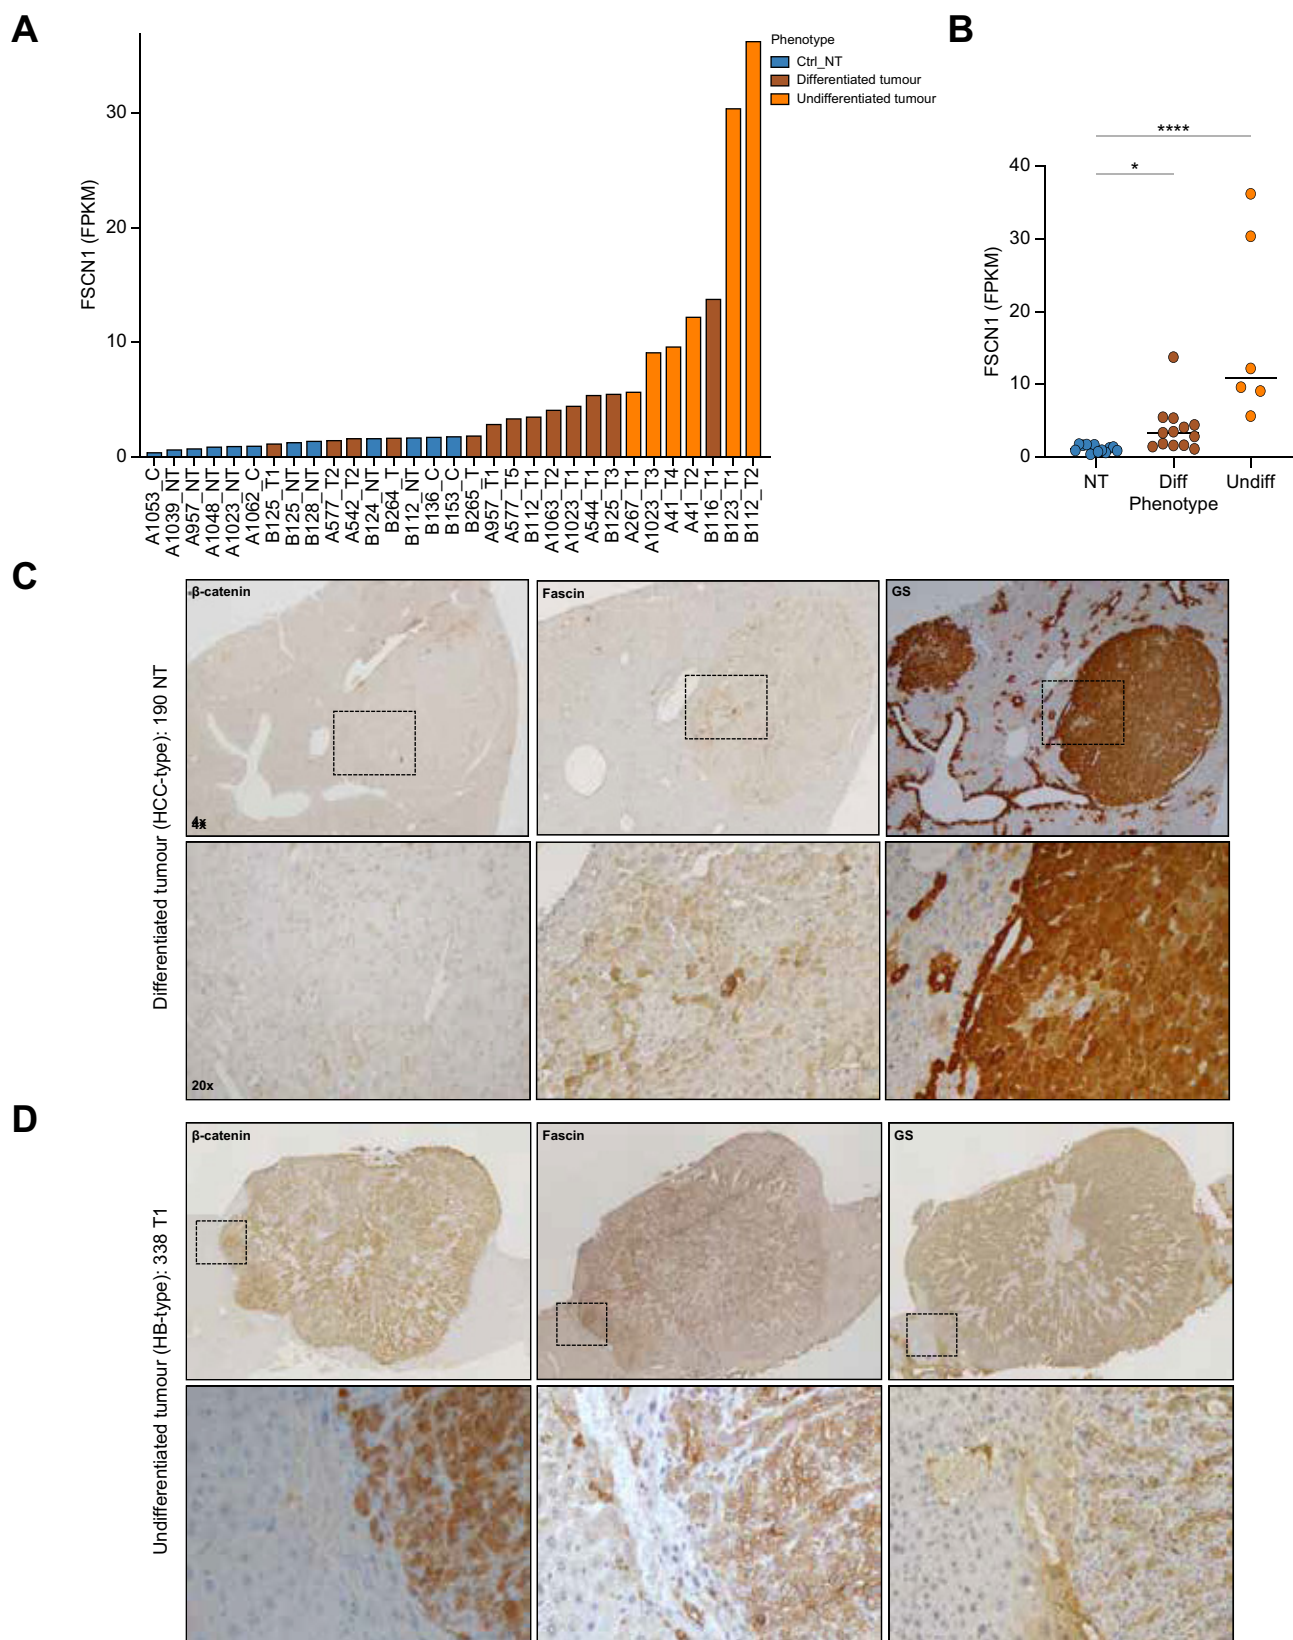 A
B
Phenotype
Ctrl_NT
Differentiated tumour
Undifferentiated tumour
FSCN1 (FPKM)
30
20
10
0
A1053_C
A1039_NT
A957_NT
A1048_NT
A1023_NT
A1062_C
B125_T1
B125_NT
B128_NT
A577_T2
A542_T2
B124_NT
B264_T
B112_NT
B136_C
B153_C
B265_T
A957_T1
A577_T5
B112_T1
A1063_T2
A1023_T1
A544_T1
B125_T3
A267_T1
A1023_T3
A41_T4
A41_T2
B116_T1
B123_T1
B112_T2
****
*
FSCN1 (FPKM)
40
30
20
10
0
NT Diff Undiff
Phenotype
C
Differentiated tumour (HCC-type): 190 NT
β-catenin
Fascin
GS
4x
20x
D
Undifferentiated tumour (HB-type): 338 T1
β-catenin
Fascin
GS